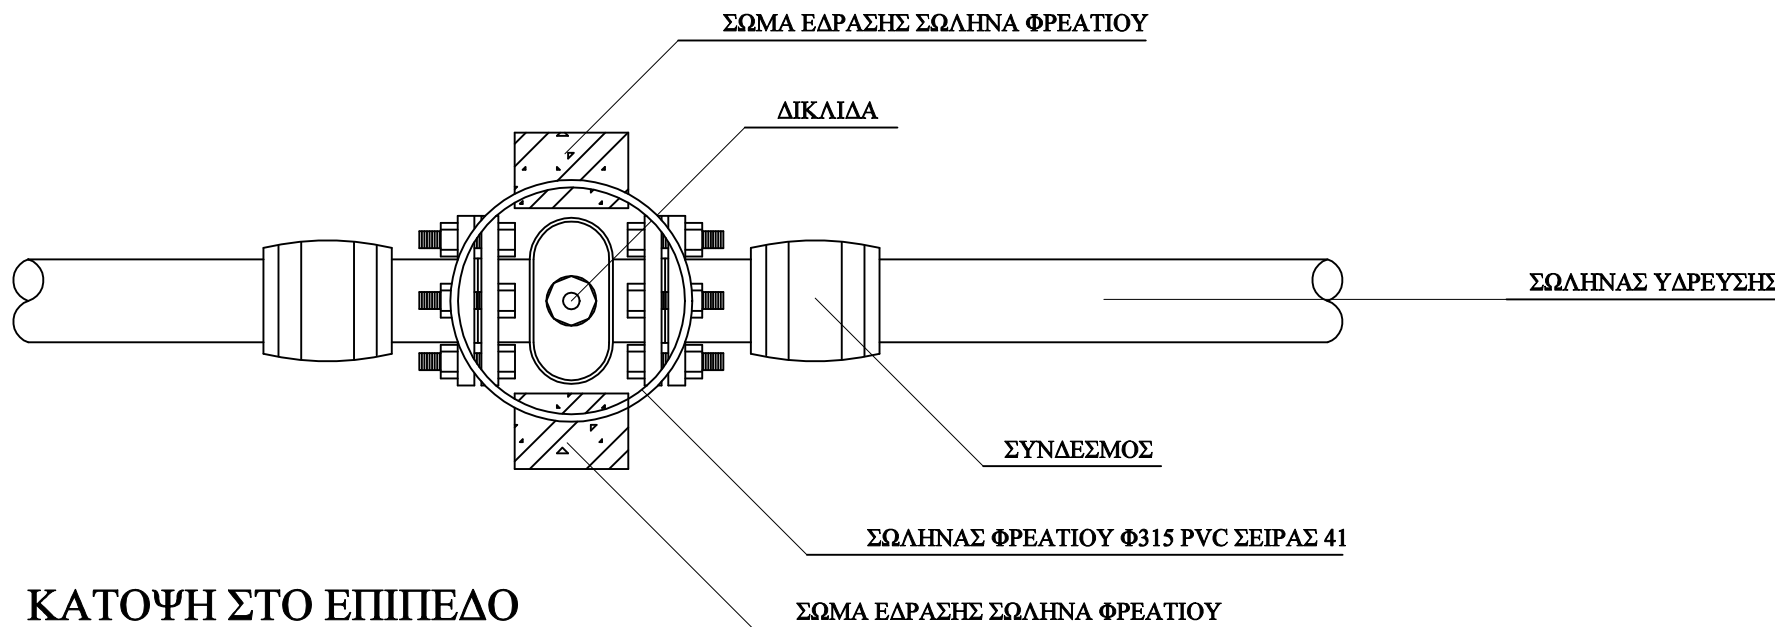 ΣΩΜΑ ΕΔΡΑΣΗΣ ΣΩΛΗΝΑ ΦΡΕΑΤΙΟΥ
ΔΙΚΛΙΔΑ
ΣΩΛΗΝΑΣ ΥΔΡΕΥΣΗΣ
ΣΥΝΔΕΣΜΟΣ
ΣΩΛΗΝΑΣ ΦΡΕΑΤΙΟΥ Φ315 PVC ΣΕΙΡΑΣ 41
ΚΑΤΟΨΗ ΣΤΟ ΕΠΙΠΕΔΟ
ΣΩΜΑ ΕΔΡΑΣΗΣ ΣΩΛΗΝΑ ΦΡΕΑΤΙΟΥ